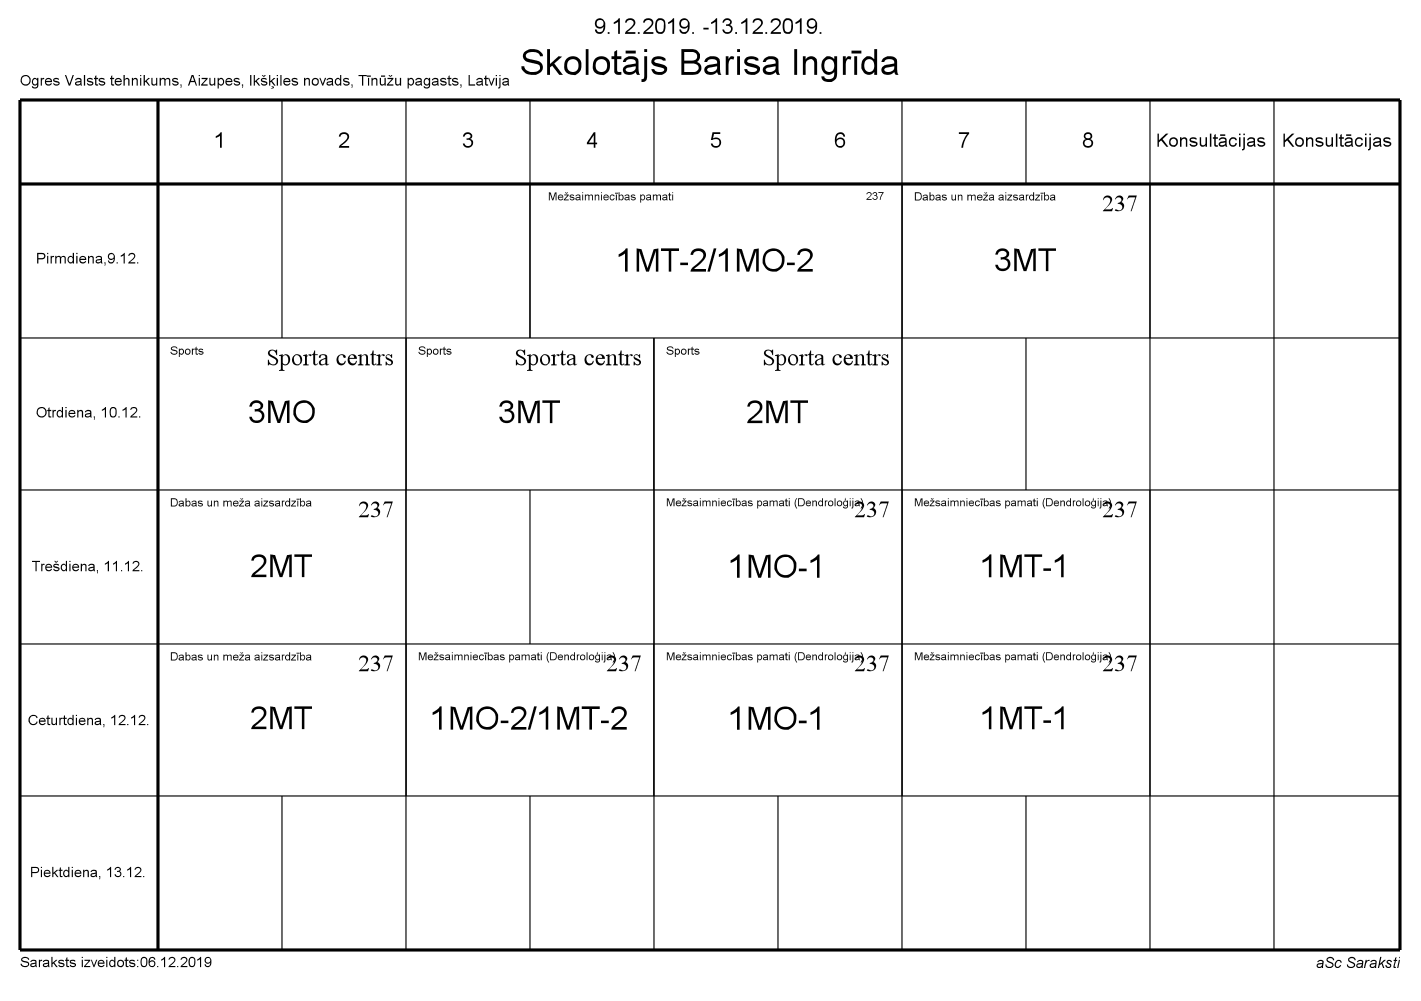 9.12.2019. -13.12.2019.
Skolotājs Barisa Ingrīda
Ogres Valsts tehnikums, Aizupes, Ikšķiles novads, Tīnūžu pagasts, Latvija
1 2 3 4 5 6 7 8 Konsultācijas Konsultācijas
Mežsaimniecības pamati 237 Dabas un meža aizsardzība 237
Pirmdiena,9.12. 1MT-2/1MO-2 3MT
Sports Sporta centrs Sports Sporta centrs Sports Sporta centrs
Otrdiena, 10.12. 3MO 3MT 2MT
Dabas un meža aizsardzība 237 Mežsaimniecības pamati (Dendroloģija) 237 Mežsaimniecības pamati (Dendroloģija) 237
Trešdiena, 11.12. 2MT 1MO-1 1MT-1
Dabas un meža aizsardzība 237 Mežsaimniecības pamati (Dendroloģija) 237 Mežsaimniecības pamati (Dendroloģija) 237 Mežsaimniecības pamati (Dendroloģija) 237
Ceturtdiena, 12.12. 2MT 1MO-2/1MT-2 1MO-1 1MT-1
Piektdiena, 13.12.
Saraksts izveidots:06.12.2019 aSc Saraksti